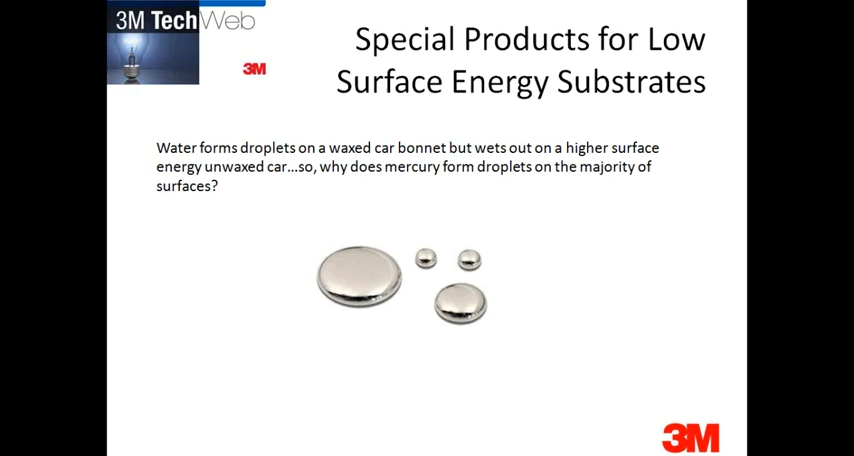 3M TechWeb
3M
Special Products for Low
Surface Energy Substrates
Water forms droplets on a waxed car bonnet but wets out on a higher surface
energy unwaxed car...so, why does mercury form droplets on the majority of
surfaces?
3M